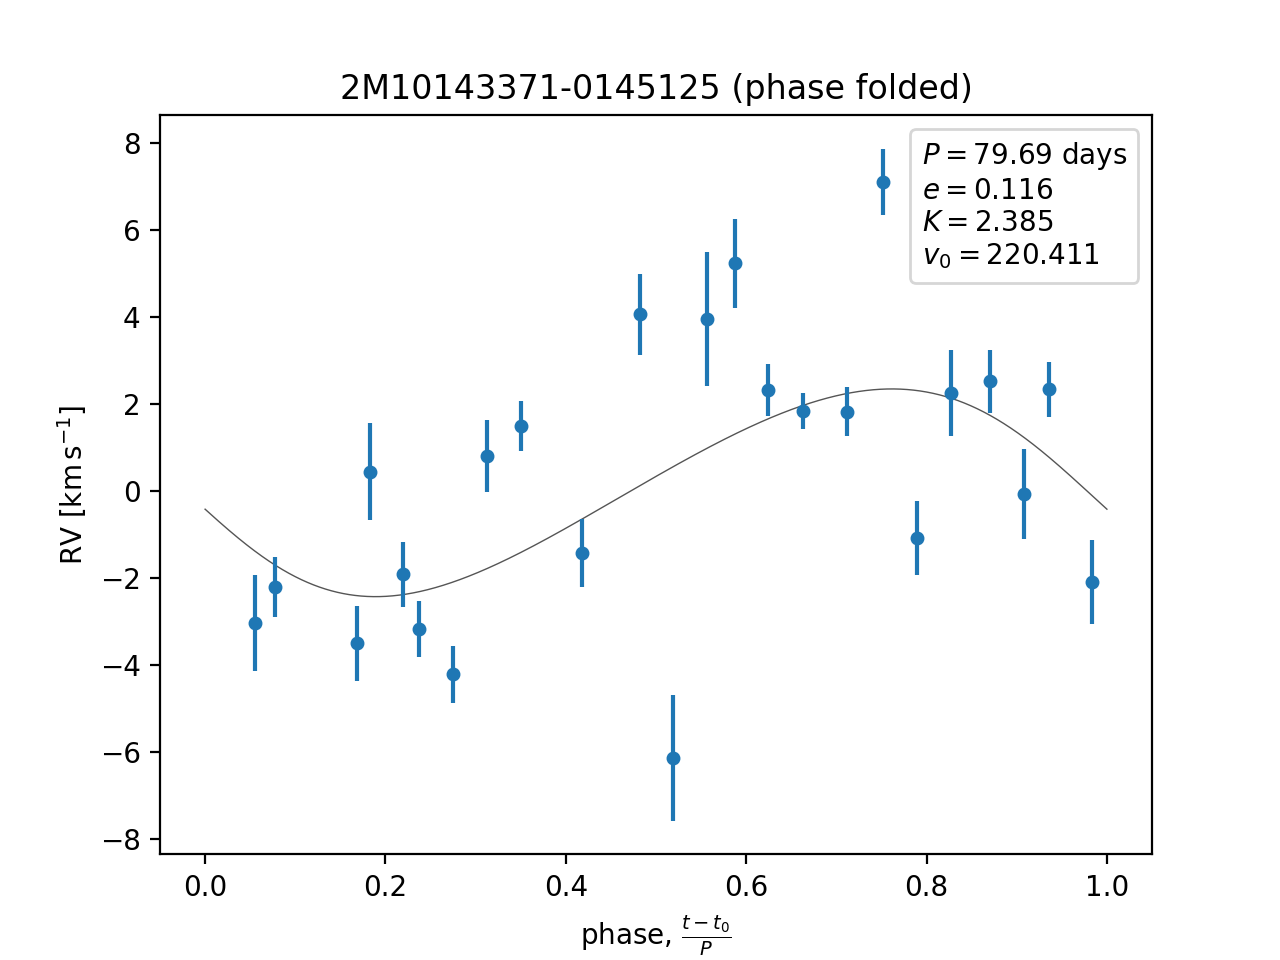 2M10143371-0145125 (phase folded)
P = 79.69 days
e = 0.116
K = 2.385
v₀ = 220.411
RV [km s⁻¹]
8
6
4
2
0
−2
−4
−6
−8
0.0 0.2 0.4 0.6 0.8 1.0
phase, (t − t₀)/P